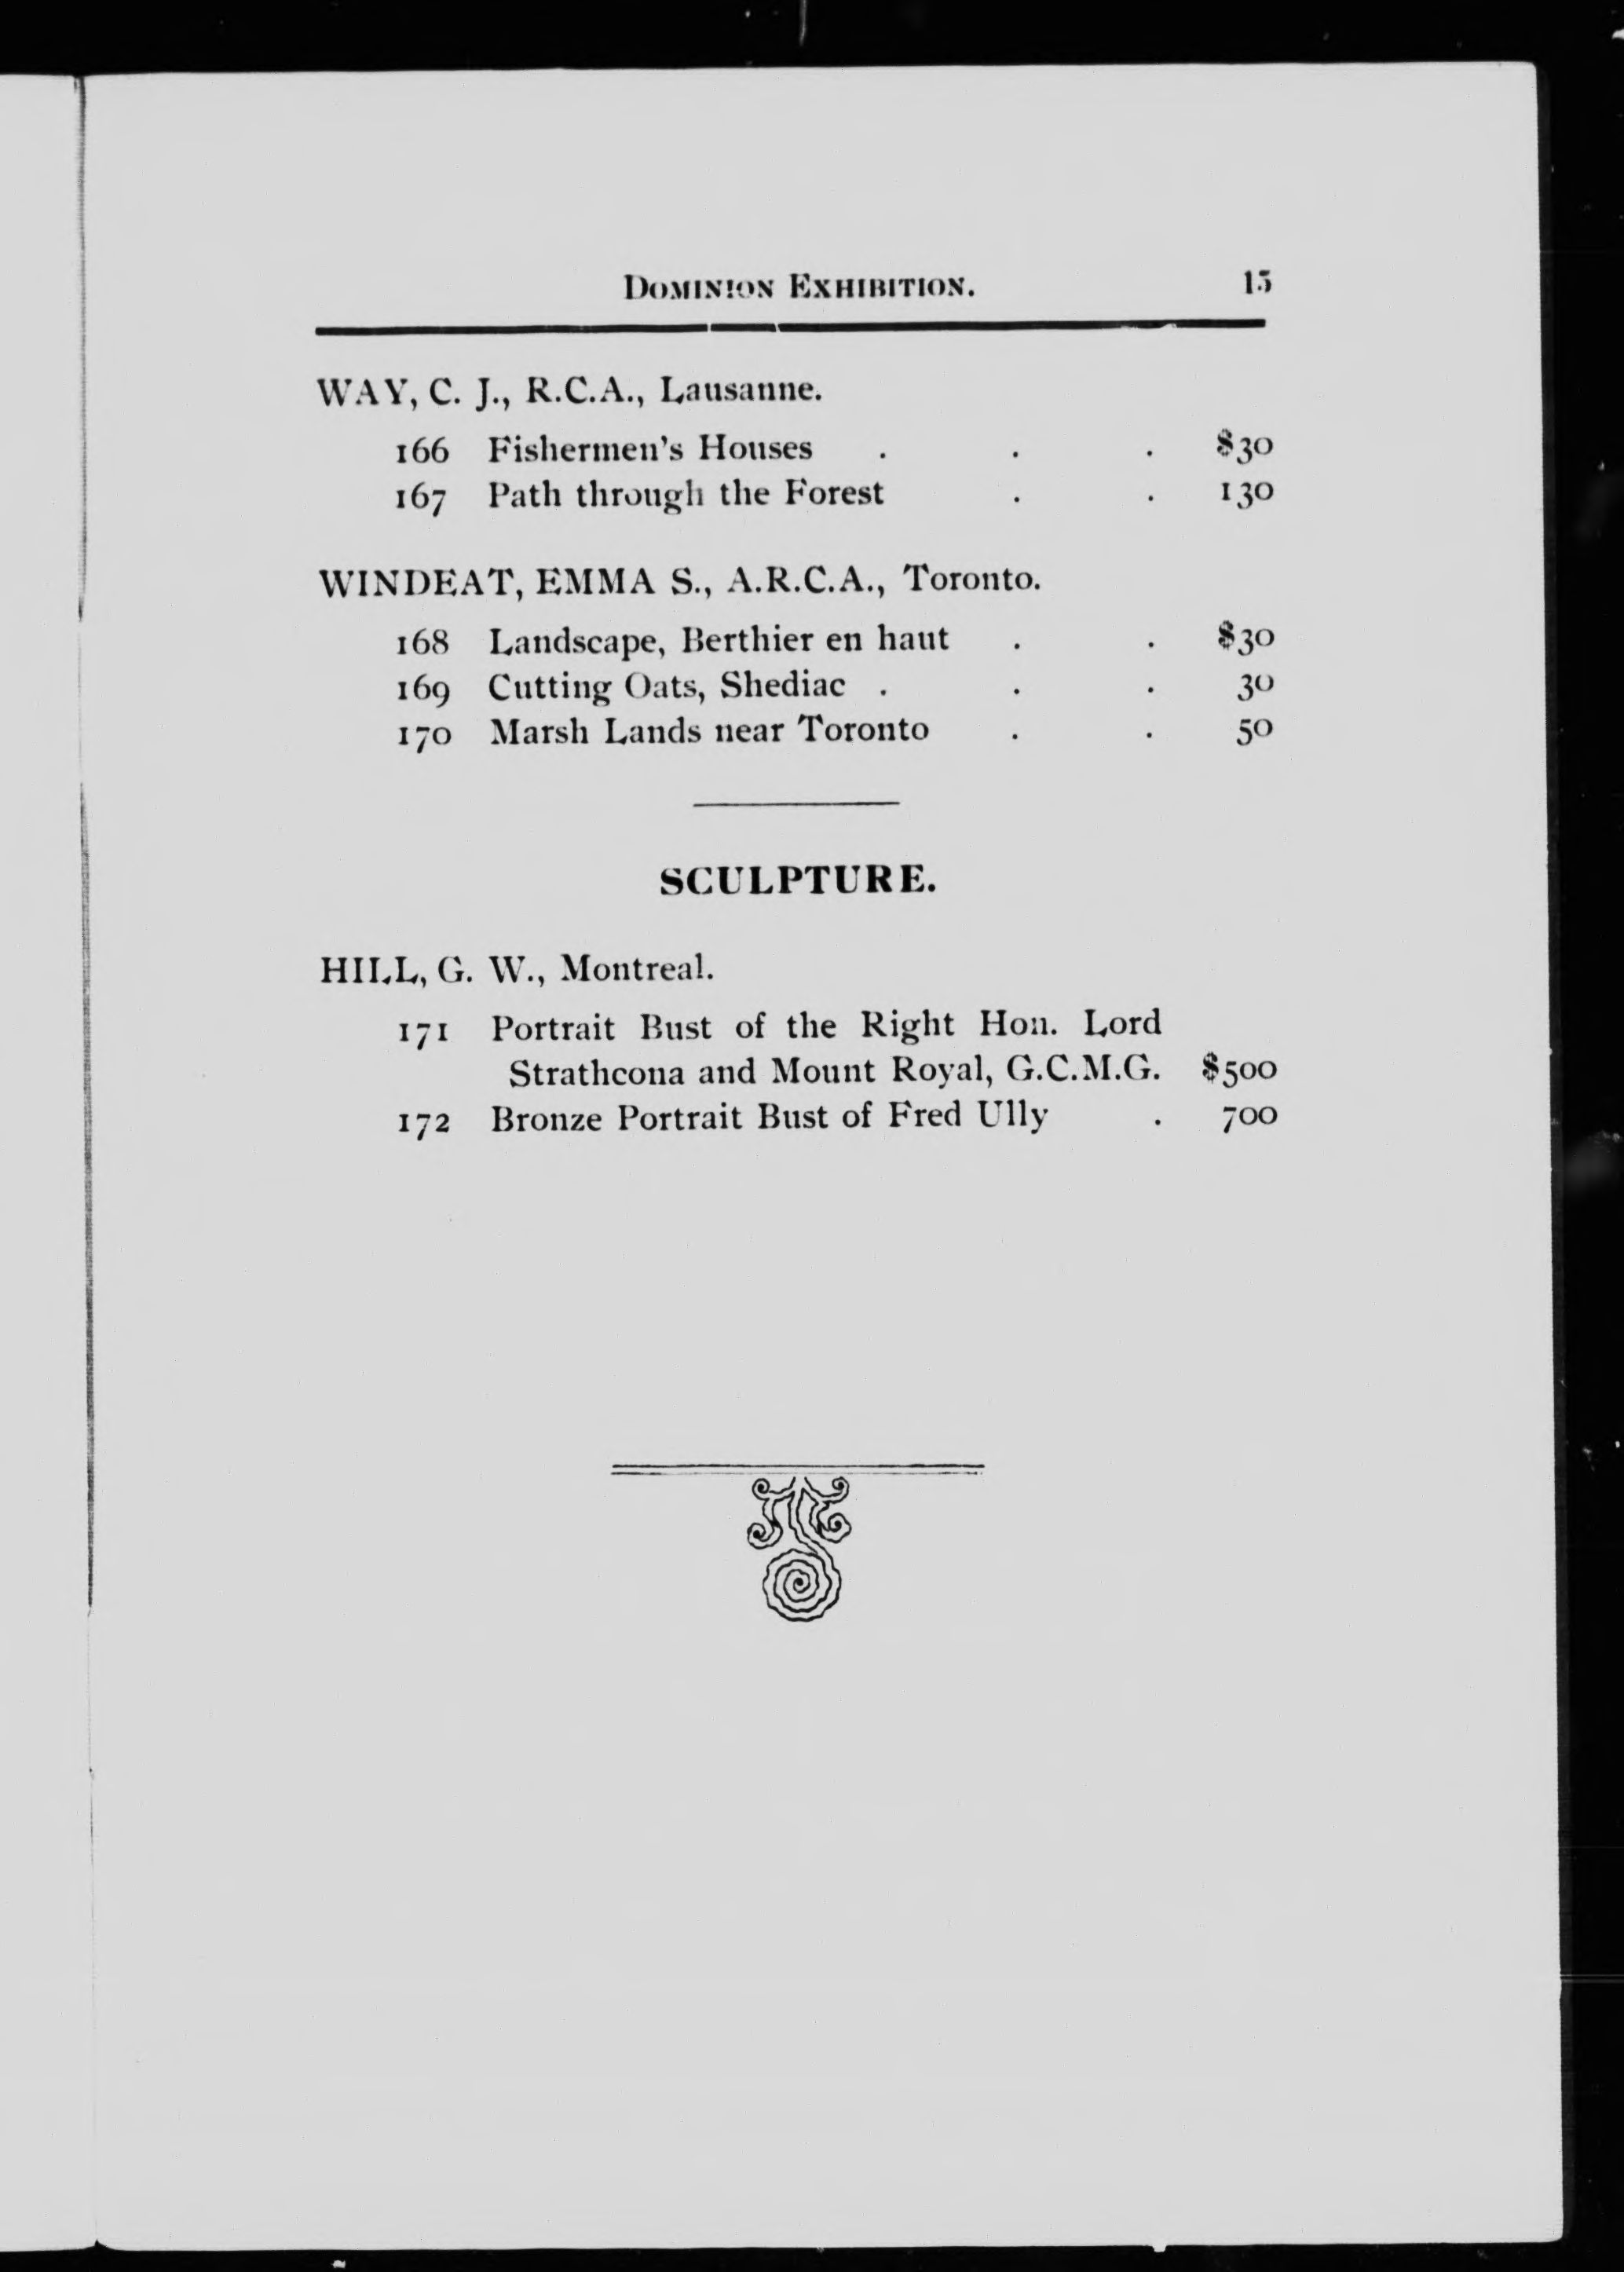 DOMINION EXHIBITION. 15
WAY, C. J., R.C.A., Lausanne.
166 Fishermen's Houses . . . $30
167 Path through the Forest . . 130
WINDEAT, EMMA S., A.R.C.A., Toronto.
168 Landscape, Berthier en haut . . $30
169 Cutting Oats, Shediac . . . 30
170 Marsh Lands near Toronto . . 50
SCULPTURE.
HILL, G. W., Montreal.
171 Portrait Bust of the Right Hon. Lord
Strathcona and Mount Royal, G.C.M.G. $500
172 Bronze Portrait Bust of Fred Ully . 700